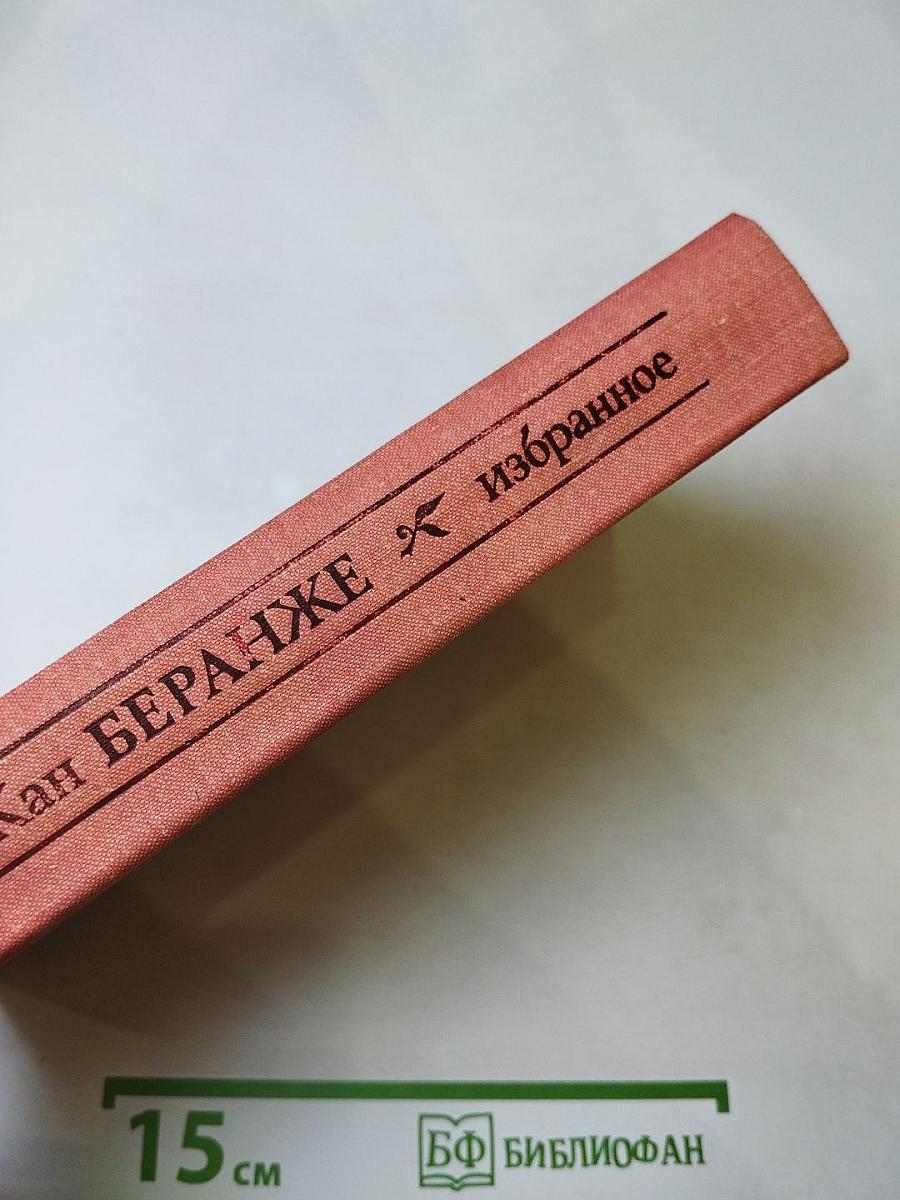 Жан БЕРАНЖЕ избранное
15 см
БФ БИБЛИОФАН